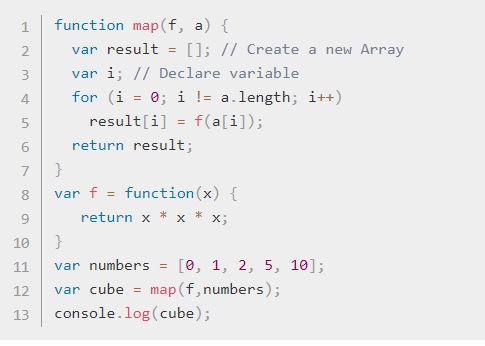 1 function map(f, a) {
2   var result = []; // Create a new Array
3   var i; // Declare variable
4   for (i = 0; i != a.length; i++)
5     result[i] = f(a[i]);
6   return result;
7 }
8 var f = function(x) {
9    return x * x * x;
10 }
11 var numbers = [0, 1, 2, 5, 10];
12 var cube = map(f,numbers);
13 console.log(cube);